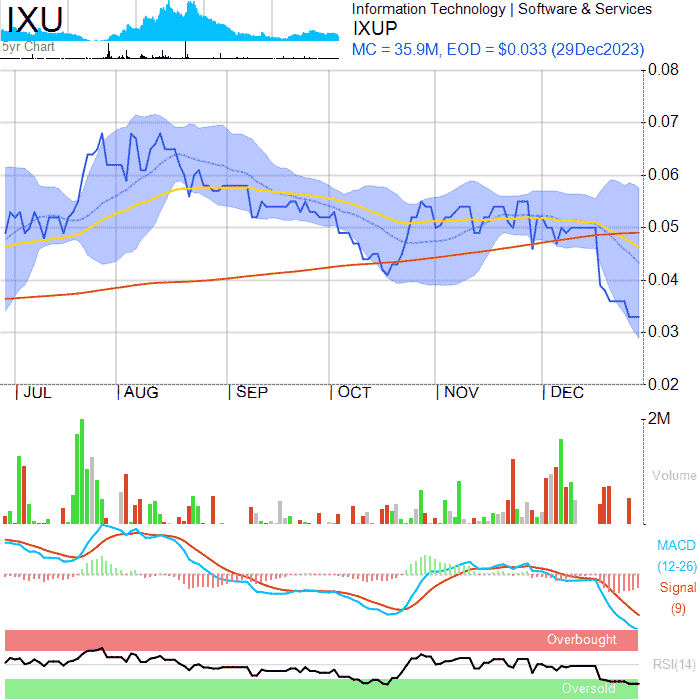 IXU
5yr Chart
Information Technology | Software & Services
IXUP
MC = 35.9M, EOD = $0.033 (29Dec2023)
0.08
0.07
0.06
0.05
0.04
0.03
0.02
JUL AUG SEP OCT NOV DEC
2M
Volume
MACD
(12-26)
Signal
(9)
Overbought
RSI(14)
Oversold